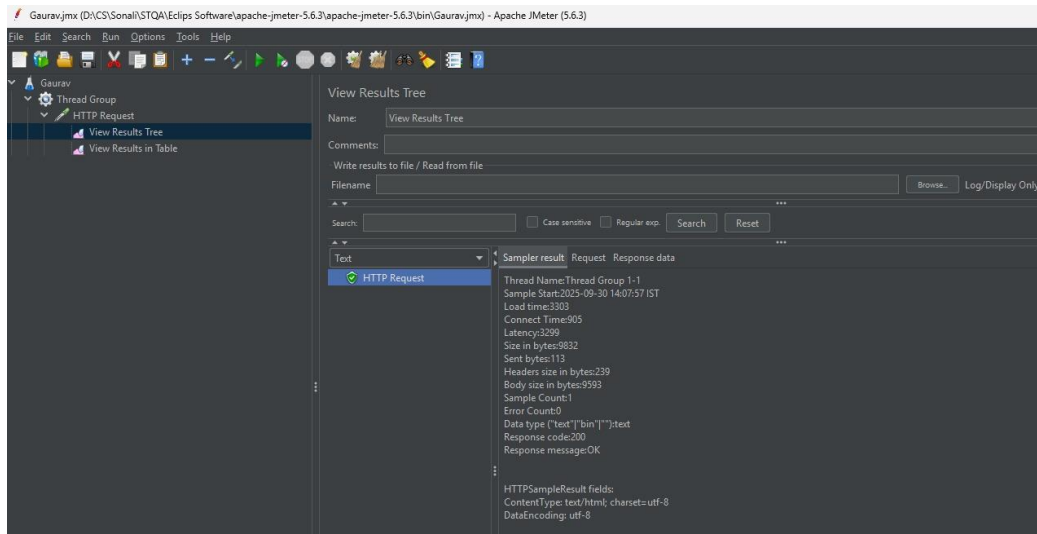 Gaurav.jmx (D:\CS\Sonali\STQA\Eclips Software\apache-jmeter-5.6.3\apache-jmeter-5.6.3\bin\Gaurav.jmx) - Apache JMeter (5.6.3)
File Edit Search Run Options Tools Help
Gaurav
Thread Group
HTTP Request
View Results Tree
View Results in Table
View Results Tree
Name: View Results Tree
Comments:
Write results to file / Read from file
Filename Browse... Log/Display Only
Search: Case sensitive Regular exp. Search Reset
Text
HTTP Request
Sampler result Request Response data
Thread Name:Thread Group 1-1
Sample Start:2025-09-30 14:07:57 IST
Load time:3303
Connect Time:905
Latency:3299
Size in bytes:9832
Sent bytes:113
Headers size in bytes:239
Body size in bytes:9593
Sample Count:1
Error Count:0
Data type ("text"|"bin"|""):text
Response code:200
Response message:OK
HTTPSampleResult fields:
ContentType: text/html; charset=utf-8
DataEncoding: utf-8